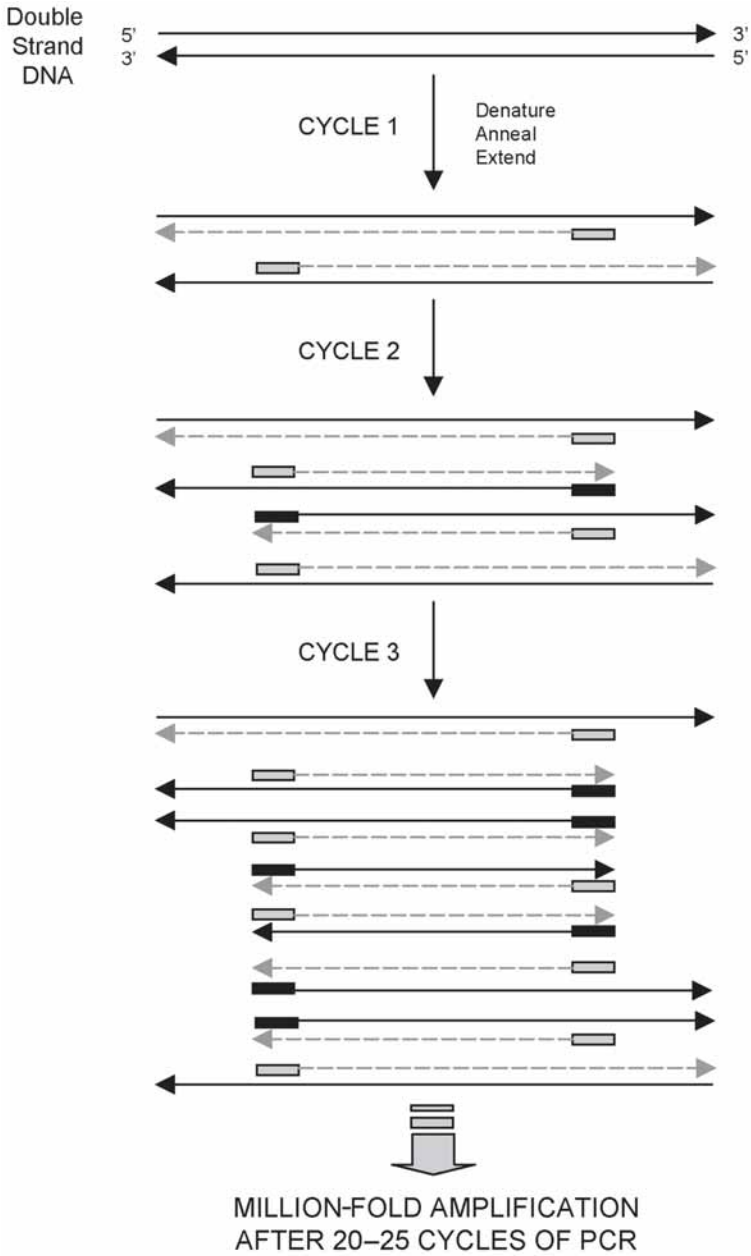 Double
Strand
DNA
5’ 3’
3’ 5’
CYCLE 1
Denature
Anneal
Extend
CYCLE 2
CYCLE 3
MILLION-FOLD AMPLIFICATION
AFTER 20–25 CYCLES OF PCR